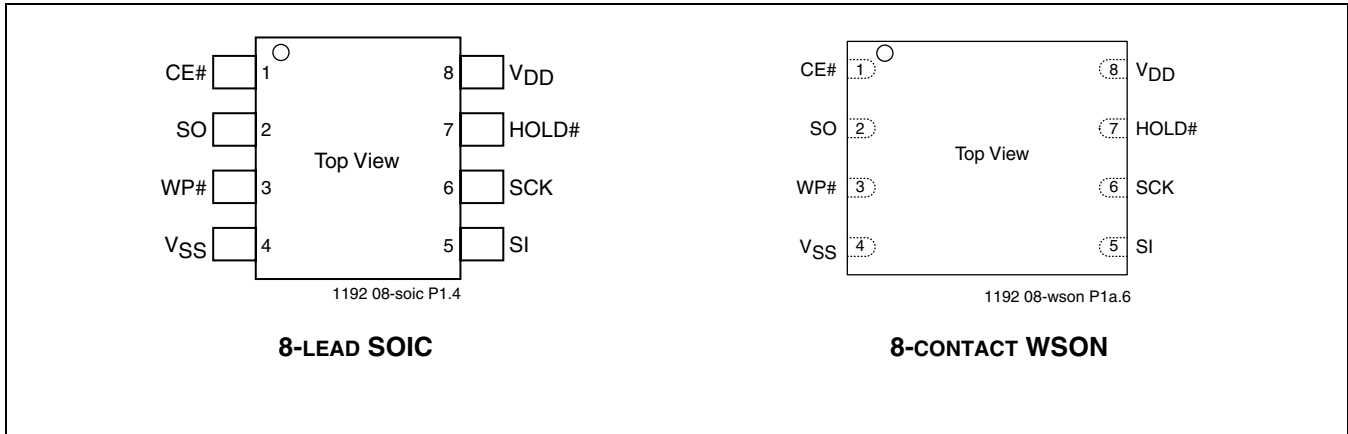 CE# 1 8 VDD
SO 2 7 HOLD#
Top View
WP# 3 6 SCK
VSS 4 5 SI
1192 08-soic P1.4
8-LEAD SOIC
CE# 1 8 VDD
SO 2 7 HOLD#
Top View
WP# 3 6 SCK
VSS 4 5 SI
1192 08-wson P1a.6
8-CONTACT WSON